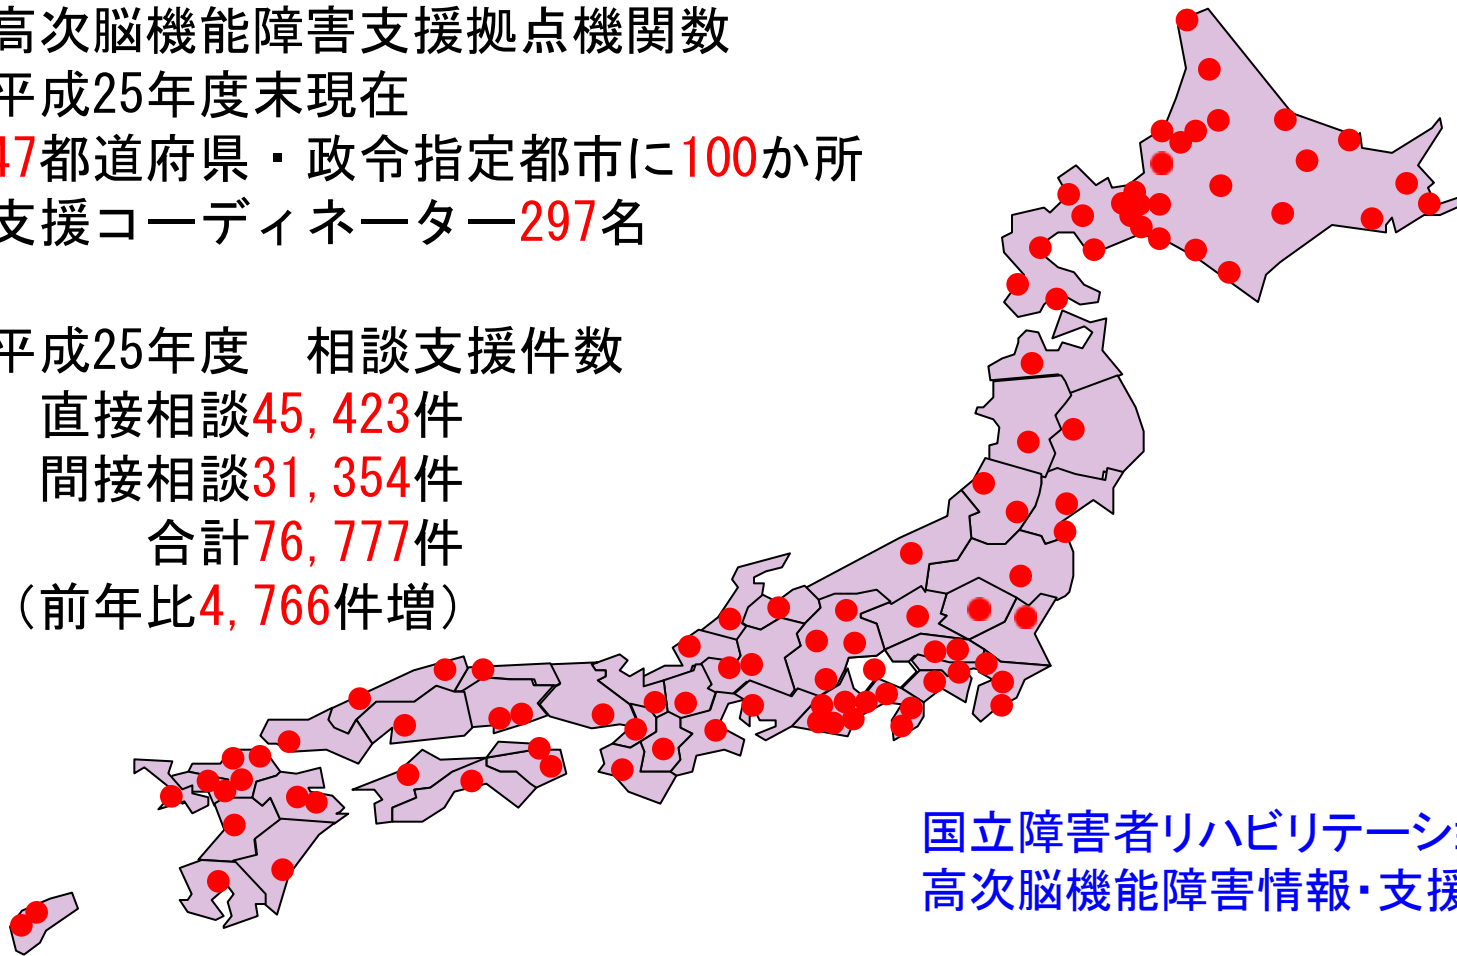 高次脳機能障害支援拠点機関数
平成25年度末現在
47都道府県・政令指定都市に100か所
支援コーディネーター297名
平成25年度　相談支援件数
直接相談45,423件
間接相談31,354件
合計76,777件
（前年比4,766件増）
国立障害者リハビリテーシ
高次脳機能障害情報・支援